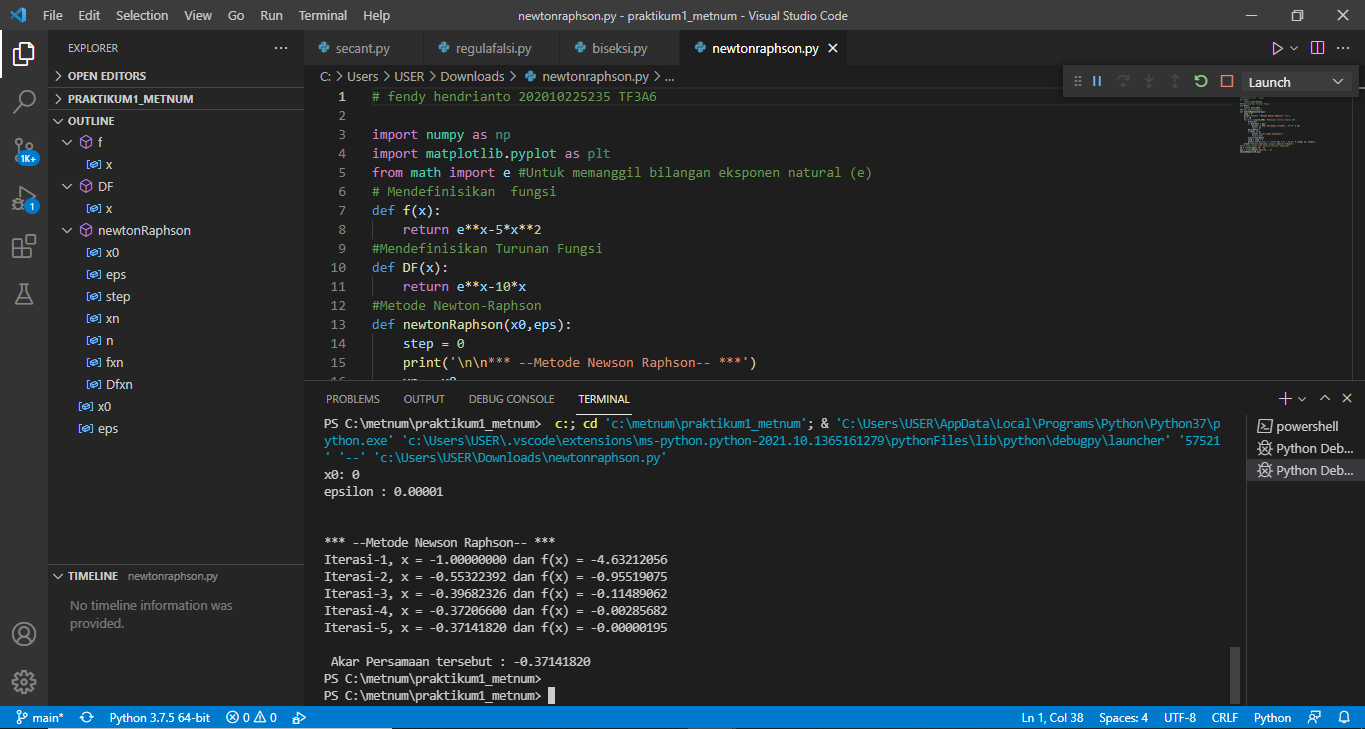 File Edit Selection View Go Run Terminal Help newtonraphson.py - praktikum1_metnum - Visual Studio Code
EXPLORER
OPEN EDITORS
PRAKTIKUM1_METNUM
OUTLINE
f
x
DF
x
newtonRaphson
x0
eps
step
xn
n
fxn
Dfxn
x0
eps
TIMELINE newtonraphson.py
No timeline information was
provided.
1K+
1
secant.py regulafalsi.py biseksi.py newtonraphson.py
C: > Users > USER > Downloads > newtonraphson.py > ...
Launch
1 # fendy hendrianto 202010225235 TF3A6
2
3 import numpy as np
4 import matplotlib.pyplot as plt
5 from math import e #Untuk memanggil bilangan eksponen natural (e)
6 # Mendefinisikan  fungsi
7 def f(x):
8 return e**x-5*x**2
9 #Mendefinisikan Turunan Fungsi
10 def DF(x):
11 return e**x-10*x
12 #Metode Newton-Raphson
13 def newtonRaphson(x0,eps):
14 step = 0
15 print('\n\n*** --Metode Newson Raphson-- ***')
PROBLEMS OUTPUT DEBUG CONSOLE TERMINAL
PS C:\metnum\praktikum1_metnum>  c:; cd 'c:\metnum\praktikum1_metnum'; & 'C:\Users\USER\AppData\Local\Programs\Python\Python37\p
ython.exe' 'c:\Users\USER\.vscode\extensions\ms-python.python-2021.10.1365161279\pythonFiles\lib\python\debugpy\launcher' '57521
' '--' 'c:\Users\USER\Downloads\newtonraphson.py'
x0: 0
epsilon : 0.00001
*** --Metode Newson Raphson-- ***
Iterasi-1, x = -1.00000000 dan f(x) = -4.63212056
Iterasi-2, x = -0.55322392 dan f(x) = -0.95519075
Iterasi-3, x = -0.39682326 dan f(x) = -0.11489062
Iterasi-4, x = -0.37206600 dan f(x) = -0.00285682
Iterasi-5, x = -0.37141820 dan f(x) = -0.00000195
Akar Persamaan tersebut : -0.37141820
PS C:\metnum\praktikum1_metnum>
PS C:\metnum\praktikum1_metnum>
powershell
Python Deb...
Python Deb...
main* Python 3.7.5 64-bit 0 0 Ln 1, Col 38 Spaces: 4 UTF-8 CRLF Python